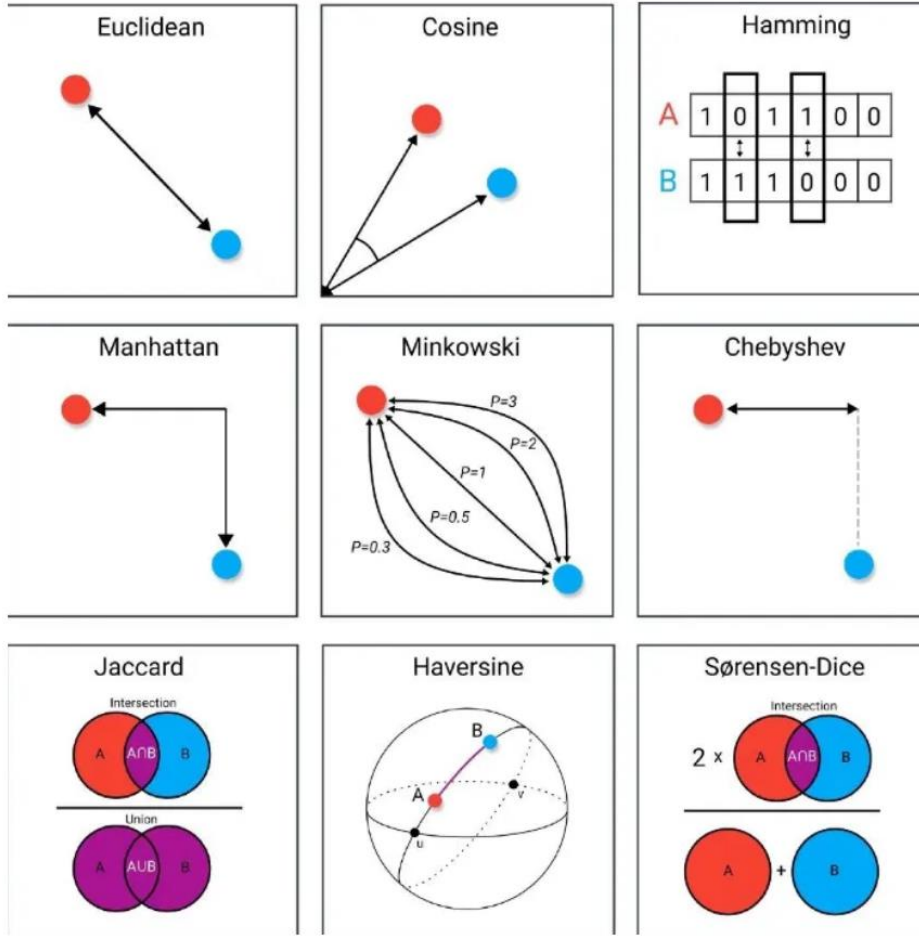 Euclidean
Cosine
Hamming
A 1 0 1 1 0 0
B 1 1 1 0 0 0
Manhattan
Minkowski
P=3
P=2
P=1
P=0.5
P=0.3
Chebyshev
Jaccard
Intersection
A A∩B B
Union
A A∪B B
Haversine
B
A
v
u
Sørensen-Dice
Intersection
2 x A A∩B B
A + B